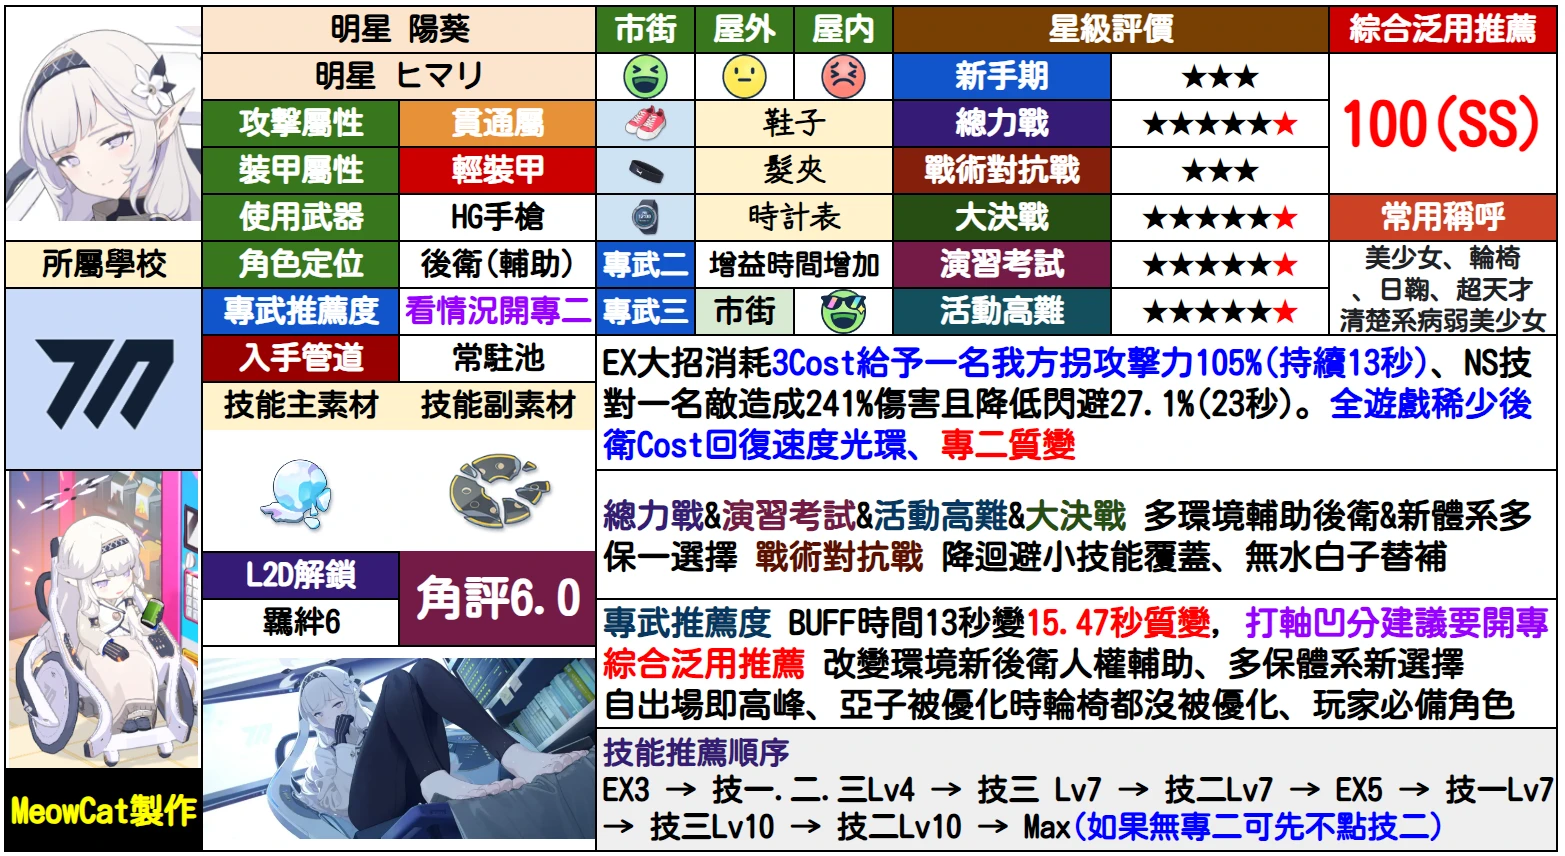 明星 陽葵
市街 屋外 屋內 星級評價 綜合泛用推薦
明星 ヒマリ
新手期 ★★★
100(SS)
攻擊屬性 貫通屬
鞋子 總力戰 ★★★★★★
裝甲屬性 輕裝甲
髮夾 戰術對抗戰 ★★★
使用武器 HG手槍
時計表 大決戰 ★★★★★★
常用稱呼
所屬學校
角色定位 後衛(輔助)
專武二 增益時間增加 演習考試 ★★★★★★
美少女、輪椅
、日鞠、超天才
清楚系病弱美少女
專武推薦度 看情況開專二
專武三 市街 活動高難 ★★★★★★
入手管道 常駐池
技能主素材 技能副素材
EX大招消耗3Cost給予一名我方拐攻擊力105%(持續13秒)、NS技
對一名敵造成241%傷害且降低閃避27.1%(23秒)。全遊戲稀少後
衛Cost回復速度光環、專二質變
總力戰&演習考試&活動高難&大決戰 多環境輔助後衛&新體系多
保一選擇 戰術對抗戰 降迴避小技能覆蓋、無水白子替補
L2D解鎖
羈絆6
角評6.0
專武推薦度 BUFF時間13秒變15.47秒質變, 打軸凹分建議要開專
綜合泛用推薦 改變環境新後衛人權輔助、多保體系新選擇
自出場即高峰、亞子被優化時輪椅都沒被優化、玩家必備角色
技能推薦順序
EX3 → 技一.二.三Lv4 → 技三 Lv7 → 技二Lv7 → EX5 → 技一Lv7
→ 技三Lv10 → 技二Lv10 → Max(如果無專二可先不點技二)
MeowCat製作